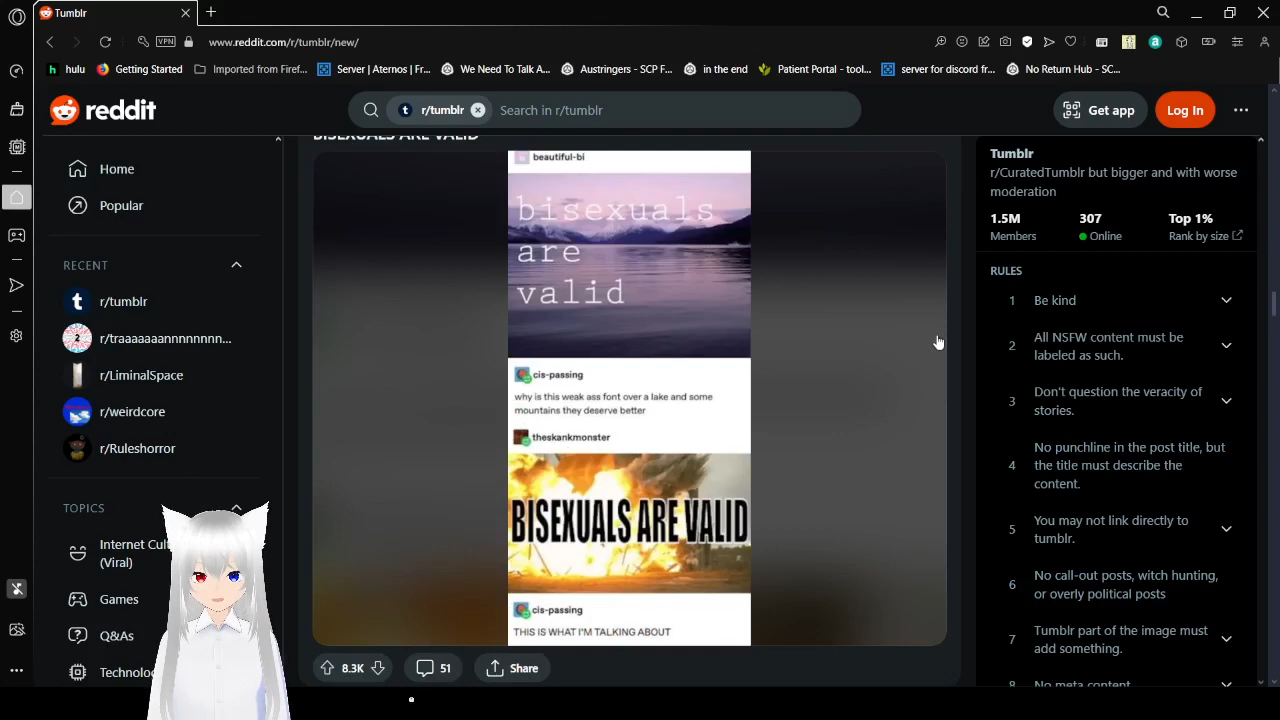 Tumblr
www.reddit.com/r/tumblr/new/
VPN
hulu
Getting Started
Imported from Firef...
Server | Aternos | Fr...
We Need To Talk A...
Austringers - SCP F...
in the end
Patient Portal - tool...
server for discord fr...
No Return Hub - SC...
reddit
r/tumblr
Search in r/tumblr
Get app
Log In
Home
Popular
RECENT
r/tumblr
r/traaaaaaannnnnnnn...
r/LiminalSpace
r/weirdcore
r/Ruleshorror
TOPICS
Internet Cul
(Viral)
Games
Q&As
Technolo
BISEXUALS ARE VALID
beautiful-bi
bisexuals
are
valid
cis-passing
why is this weak ass font over a lake and some
mountains they deserve better
theskankmonster
BISEXUALS ARE VALID
cis-passing
THIS IS WHAT I'M TALKING ABOUT
8.3K
51
Share
Tumblr
r/CuratedTumblr but bigger and with worse
moderation
1.5M
307
Top 1%
Members
Online
Rank by size
RULES
1 Be kind
2 All NSFW content must be
labeled as such.
3 Don't question the veracity of
stories.
4 No punchline in the post title, but
the title must describe the
content.
5 You may not link directly to
tumblr.
6 No call-out posts, witch hunting,
or overly political posts
7 Tumblr part of the image must
add something.
8 No meta content